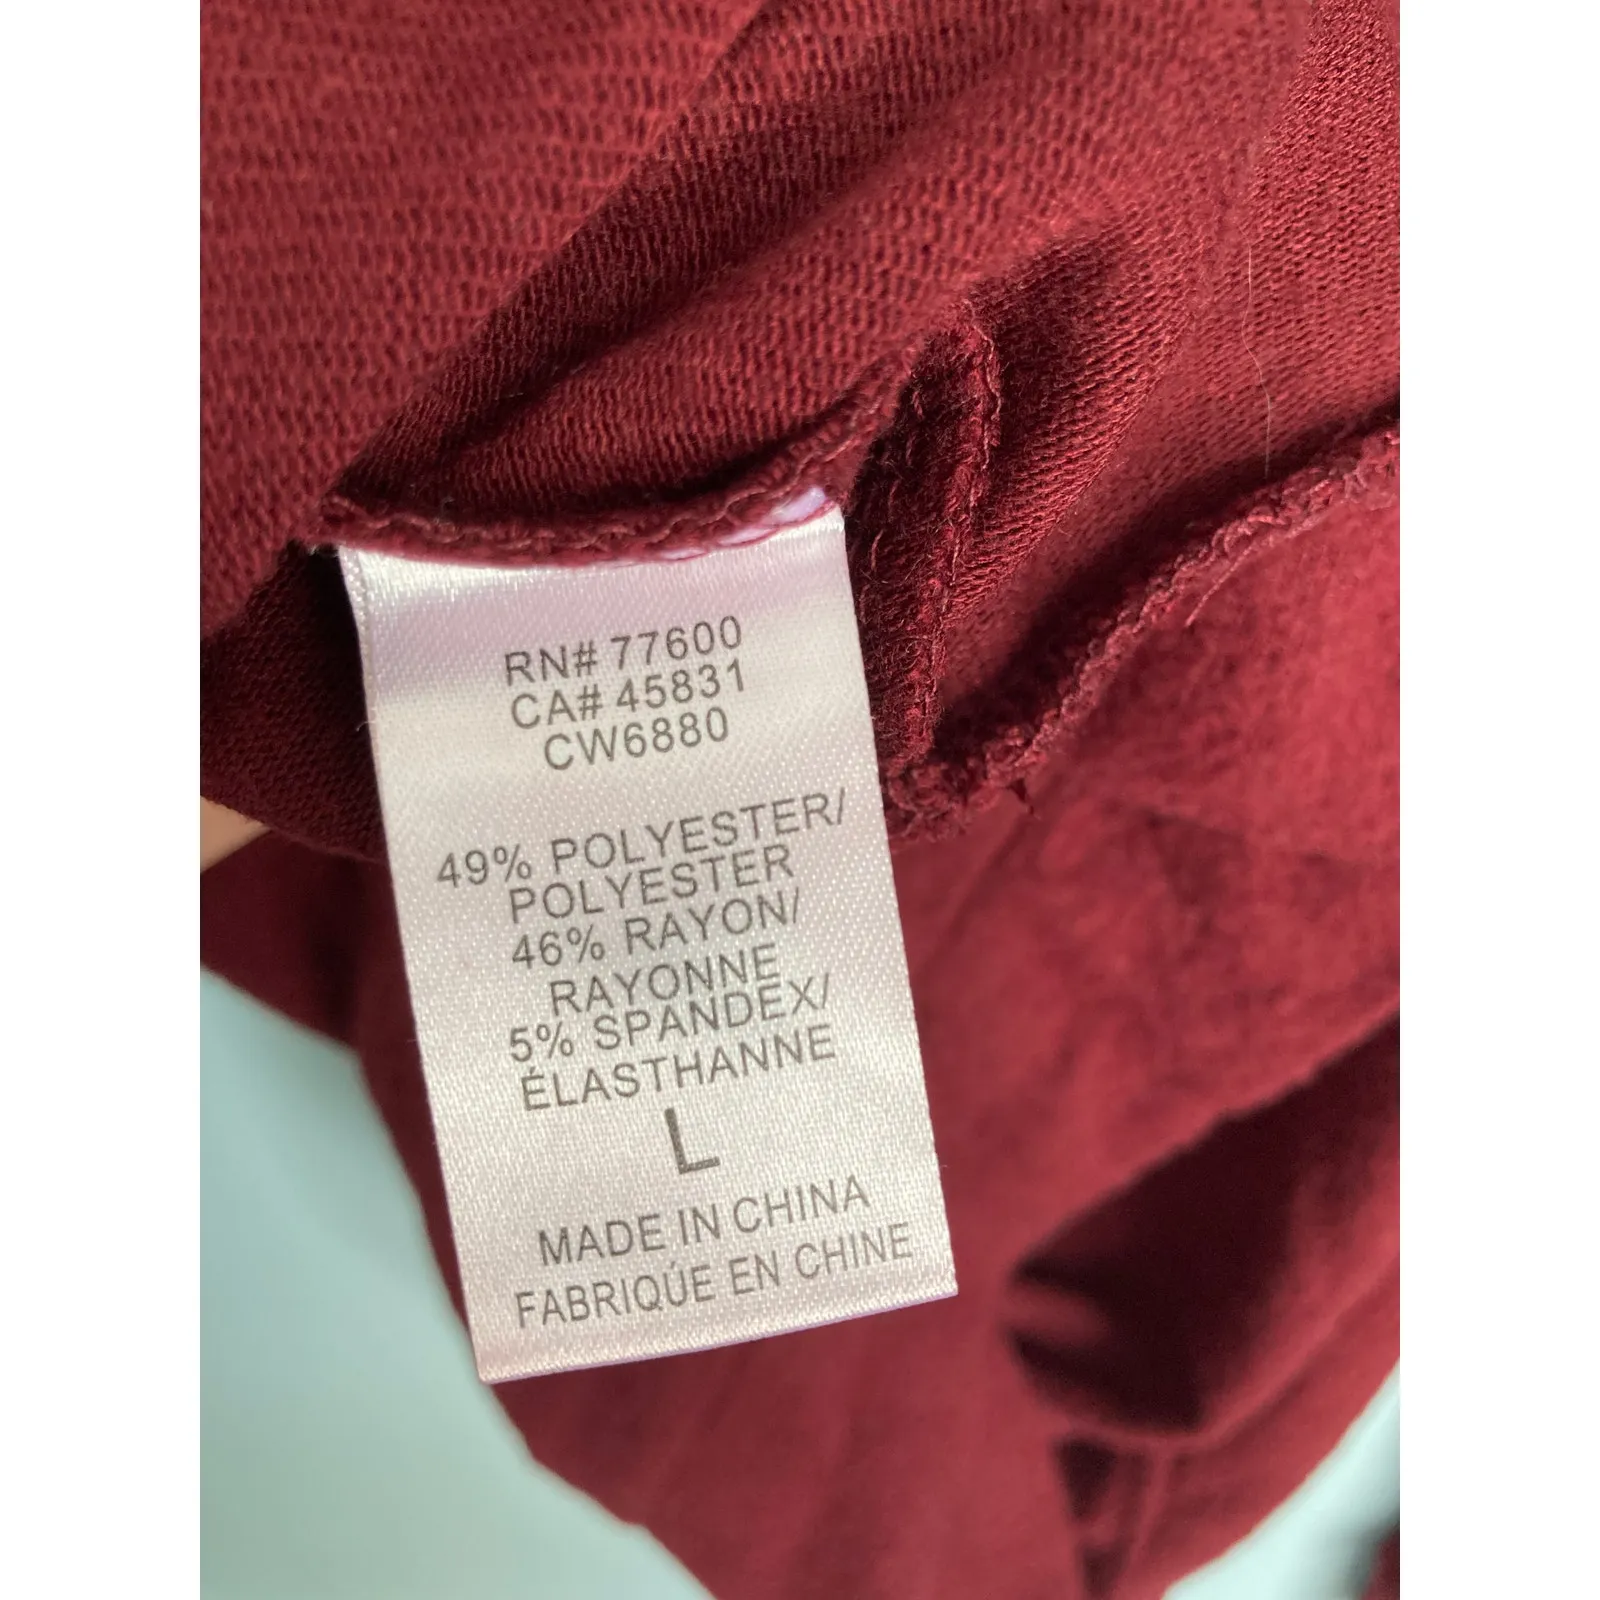 RN# 77600
CA# 45831
CW6880
49% POLYESTER/
POLYESTER
46% RAYON/
RAYONNE
5% SPANDEX/
ÉLASTHANNE
L
MADE IN CHINA
FABRIQÚE EN CHINE